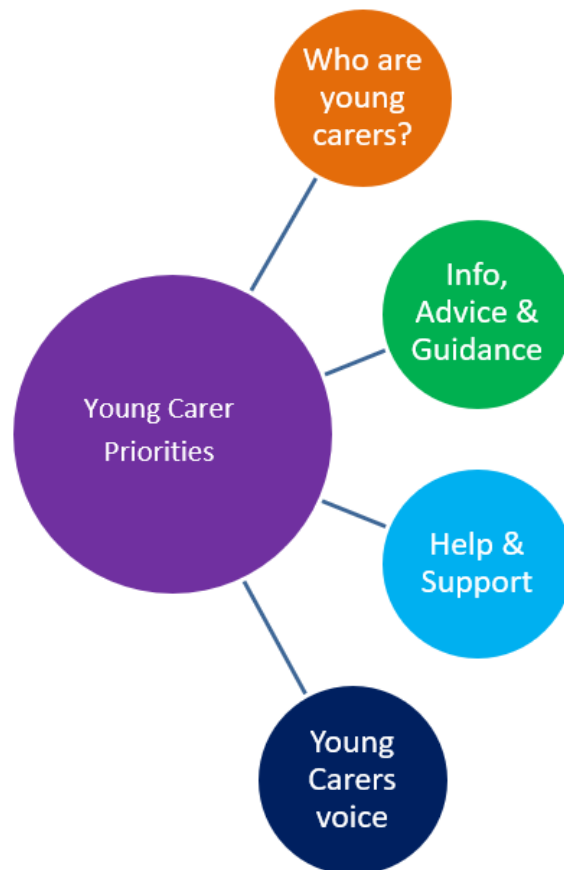 Who are
young
carers?
Info,
Advice &
Guidance
Young Carer
Priorities
Help &
Support
Young
Carers
voice